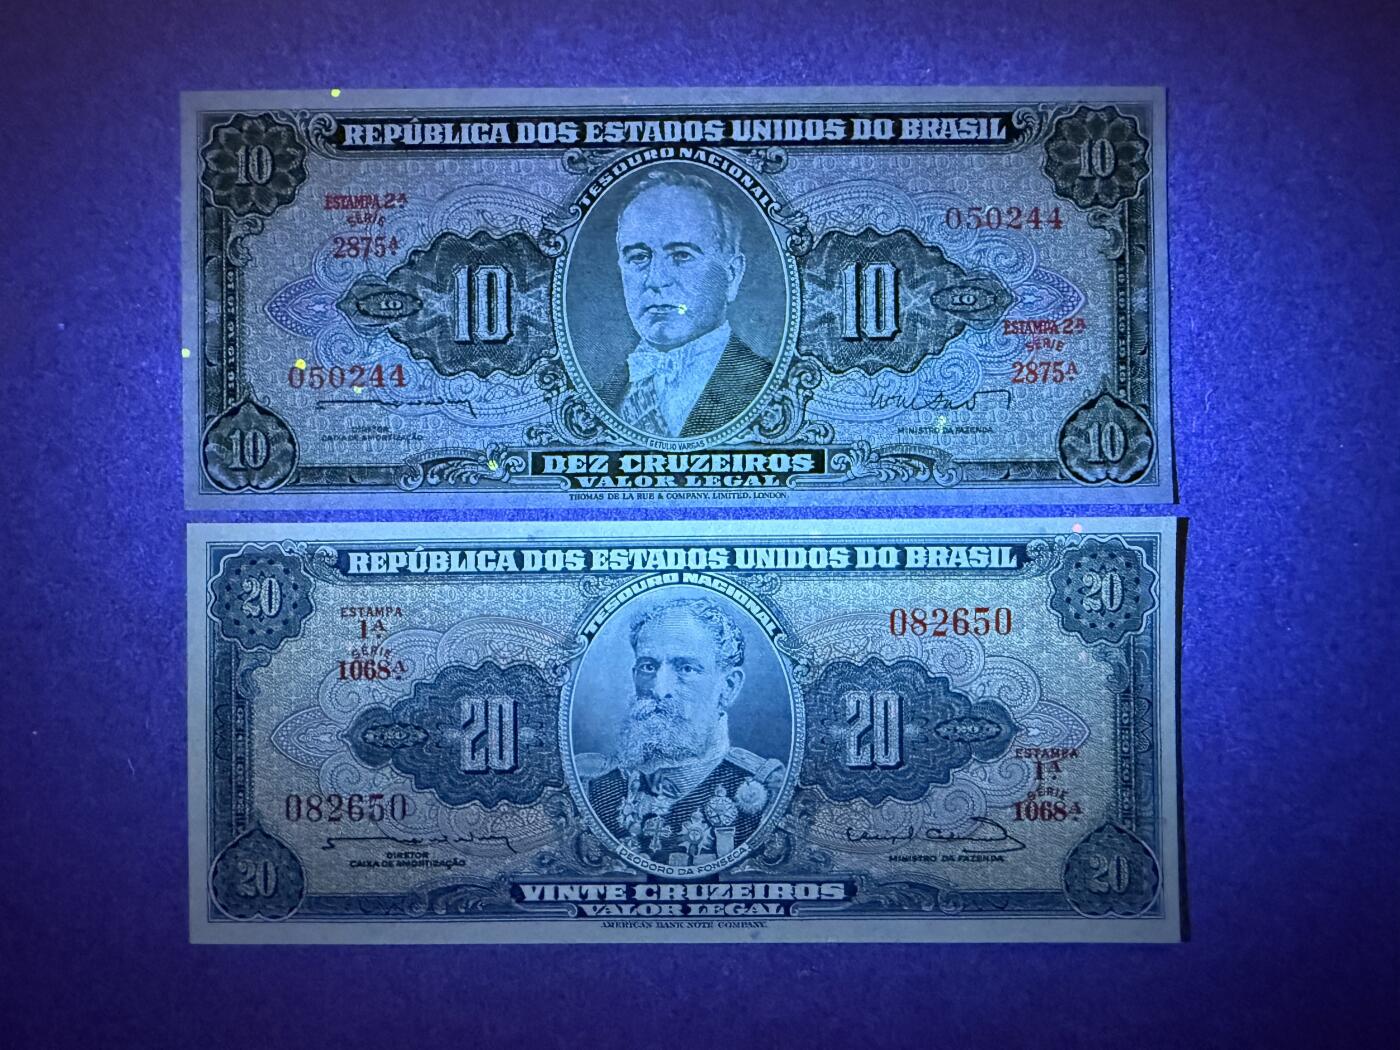 REPÚBLICA DOS ESTADOS UNIDOS DO BRASIL
TESOURO NACIONAL
10
10
ESTAMPA 2ª
SÉRIE
2875ª
050244
10
10
10
10
ESTAMPA 2ª
SÉRIE
2875ª
050244
DIRETOR
CAIXA DE AMORTIZAÇÃO
MINISTRO DA FAZENDA
10
10
GETULIO VARGAS
DEZ CRUZEIROS
VALOR LEGAL
THOMAS DE LA RUE & COMPANY, LIMITED, LONDON.
REPÚBLICA DOS ESTADOS UNIDOS DO BRASIL
TESOURO NACIONAL
20
20
ESTAMPA
1ª
SÉRIE
1068ª
082650
20
20
20
20
ESTAMPA
1ª
SÉRIE
1068ª
082650
DIRETOR
CAIXA DE AMORTIZAÇÃO
MINISTRO DA FAZENDA
20
20
DEODORO DA FONSECA
VINTE CRUZEIROS
VALOR LEGAL
AMERICAN BANK NOTE COMPANY.